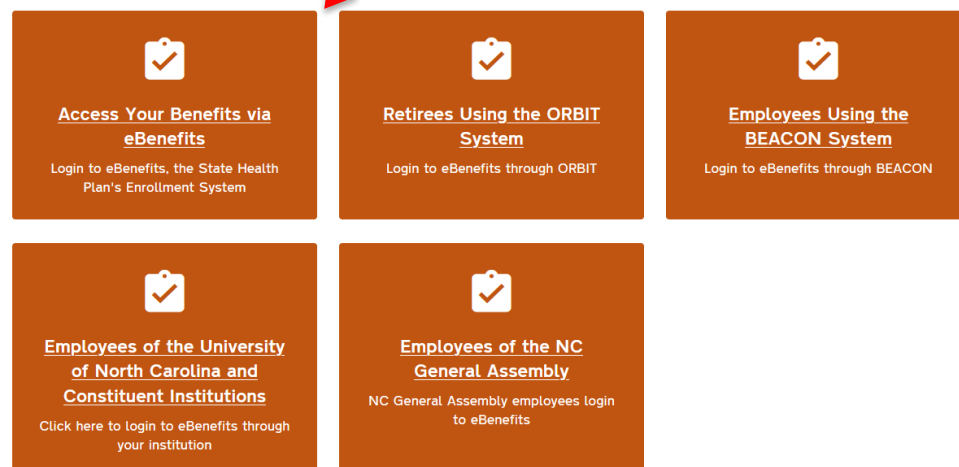 Access Your Benefits via
eBenefits
Login to eBenefits, the State Health
Plan's Enrollment System
Retirees Using the ORBIT
System
Login to eBenefits through ORBIT
Employees Using the
BEACON System
Login to eBenefits through BEACON
Employees of the University
of North Carolina and
Constituent Institutions
Click here to login to eBenefits through
your institution
Employees of the NC
General Assembly
NC General Assembly employees login
to eBenefits